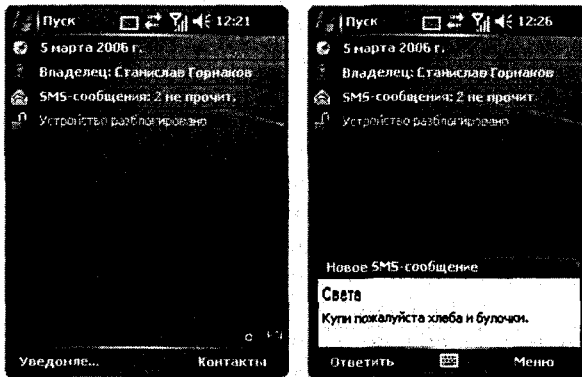 Пуск 12:21
5 марта 2006 г.
Владелец: Станислав Горнаков
SMS-сообщения: 2 не прочит.
Устройство разблокировано
Уведомле... Контакты
Пуск 12:26
5 марта 2006 г.
Владелец: Станислав Горнаков
SMS-сообщения: 2 не прочит.
Устройство разблокировано
Новое SMS-сообщение
Света
Купи пожалуйста хлеба и булочки.
Ответить Меню